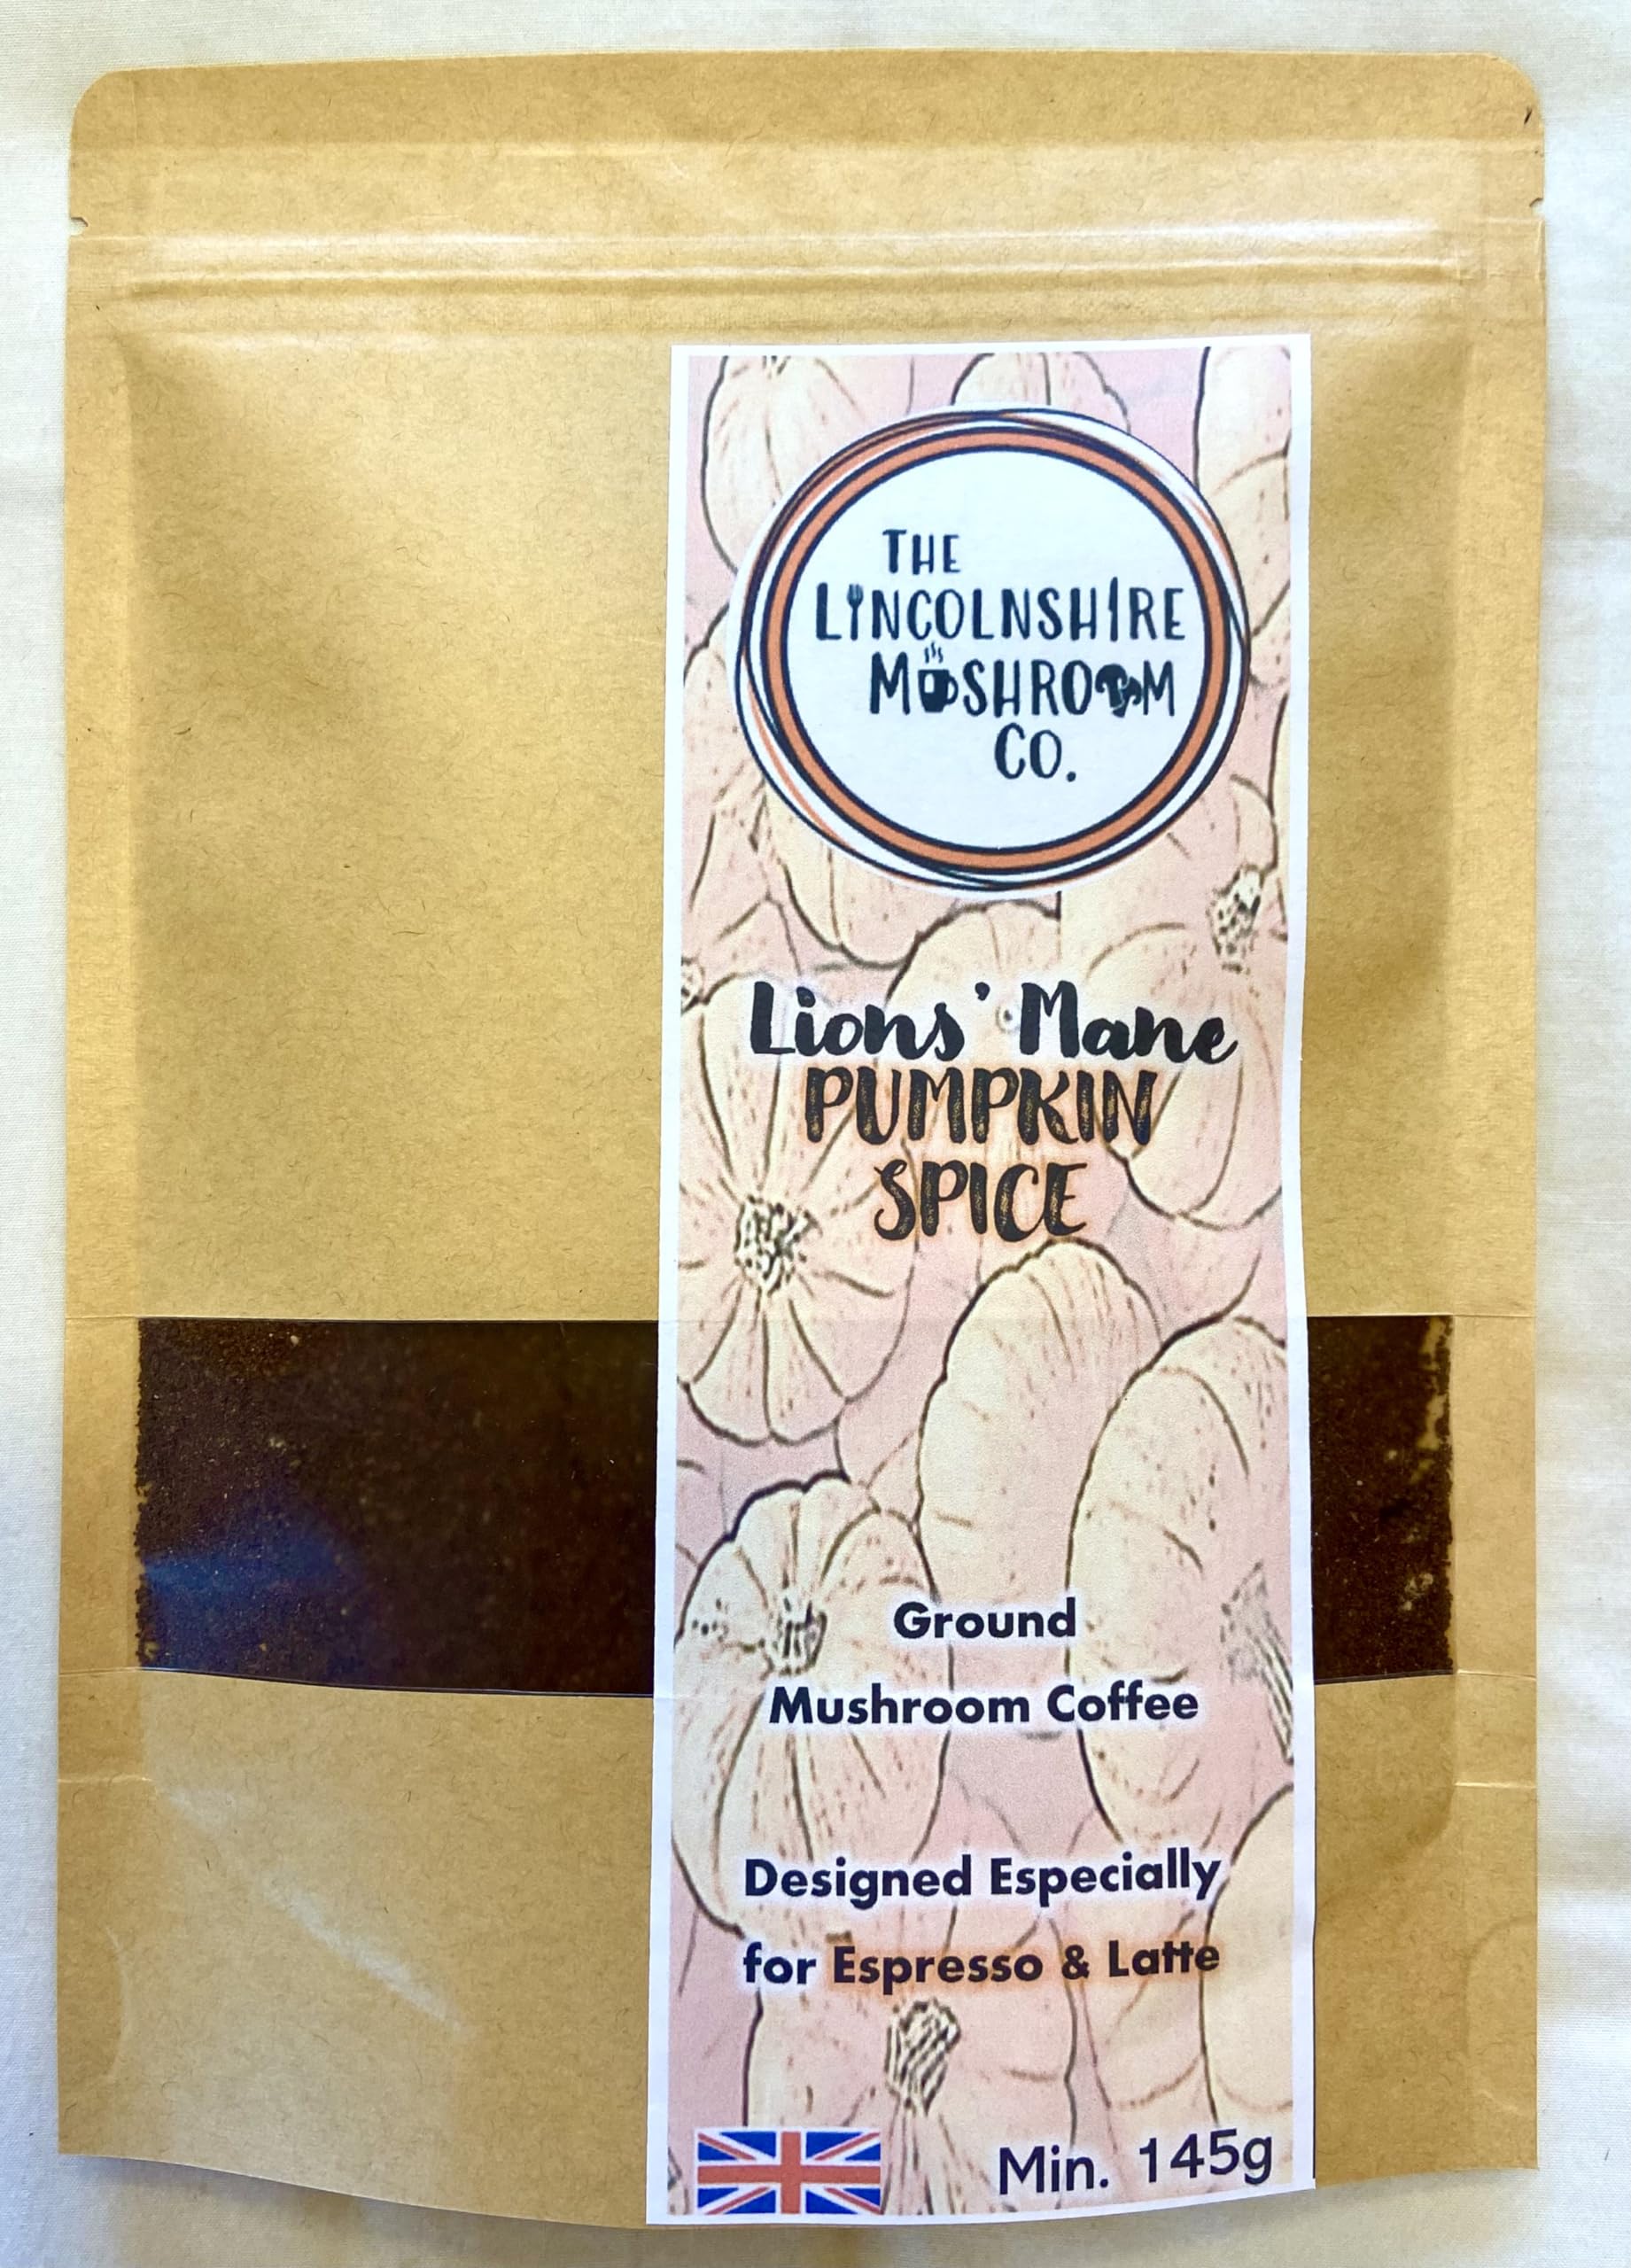 THE
LINCOLNSHIRE
MUSHROOM
CO.
Lions' Mane
PUMPKIN
SPICE
Ground
Mushroom Coffee
Designed Especially
for Espresso & Latte
Min. 145g